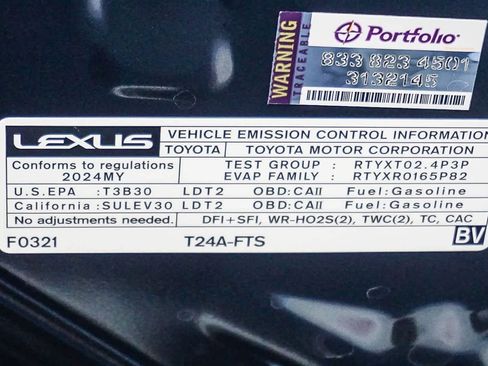 WARNING
TRACEABLE
Portfolio
833 823 4501
3132145
LEXUS VEHICLE EMISSION CONTROL INFORMATION
TOYOTA TOYOTA MOTOR CORPORATION
Conforms to regulations TEST GROUP : RTYXT02.4P3P
2024MY EVAP FAMILY : RTYXR0165P82
U.S.EPA : T3B30 LDT2 OBD:CAII Fuel:Gasoline
California : SULEV30 LDT2 OBD:CAII Fuel:Gasoline
No adjustments needed. DFI+SFI, WR-HO2S(2), TWC(2), TC, CAC
F0321 T24A-FTS BV